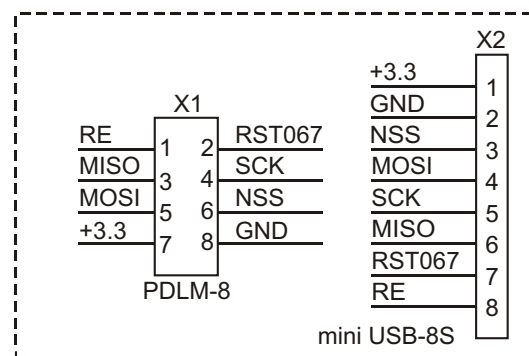 X1
RE 1 2 RST067
MISO 3 4 SCK
MOSI 5 6 NSS
+3.3 7 8 GND
PDLM-8
X2
+3.3 1
GND 2
NSS 3
MOSI 4
SCK 5
MISO 6
RST067 7
RE 8
mini USB-8S